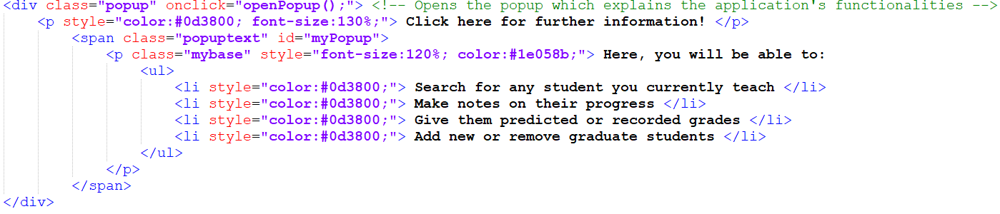 <div class="popup" onclick="openPopup();"> <!-- Opens the popup which explains the application's functionalities -->
    <p style="color:#0d3800; font-size:130%;"> Click here for further information! </p>
        <span class="popuptext" id="myPopup">
            <p class="mybase" style="font-size:120%; color:#1e058b;"> Here, you will be able to:
                <ul>
                    <li style="color:#0d3800;"> Search for any student you currently teach </li>
                    <li style="color:#0d3800;"> Make notes on their progress </li>
                    <li style="color:#0d3800;"> Give them predicted or recorded grades </li>
                    <li style="color:#0d3800;"> Add new or remove graduate students </li>
                </ul>
            </p>
        </span>
</div>